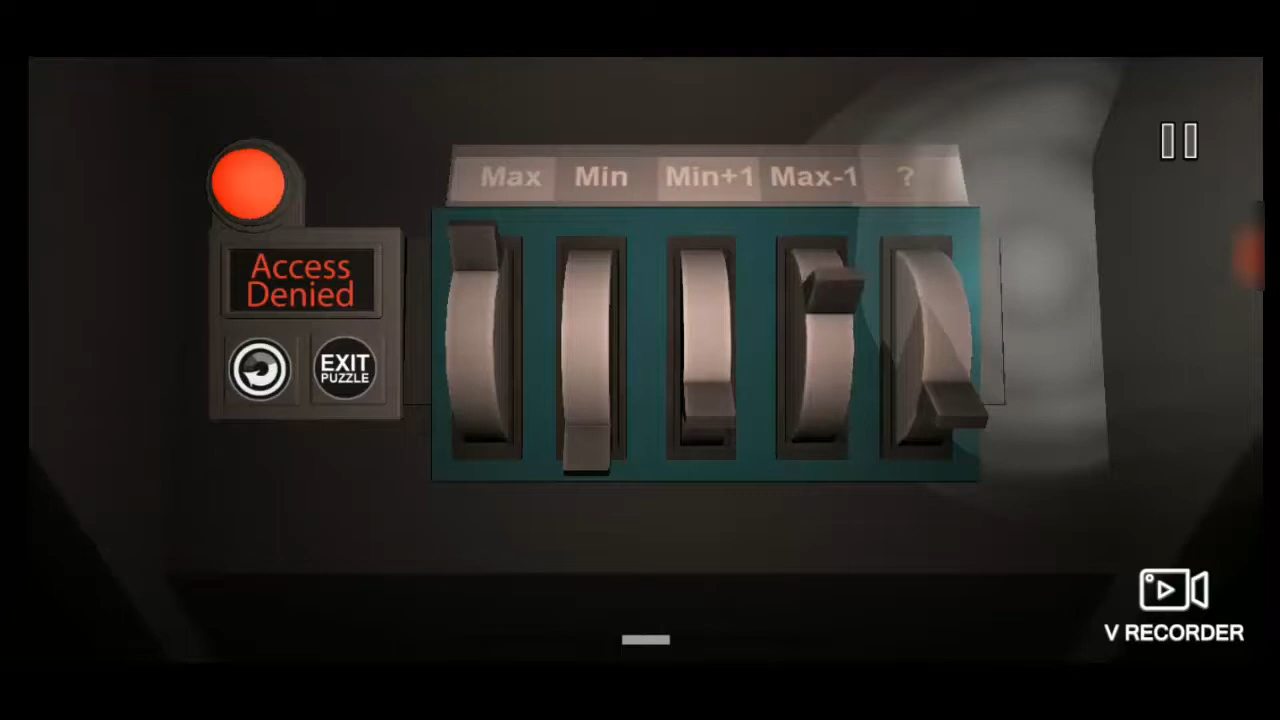 Max Min Min+1 Max-1 ?
Access
Denied
EXIT
PUZZLE
V RECORDER